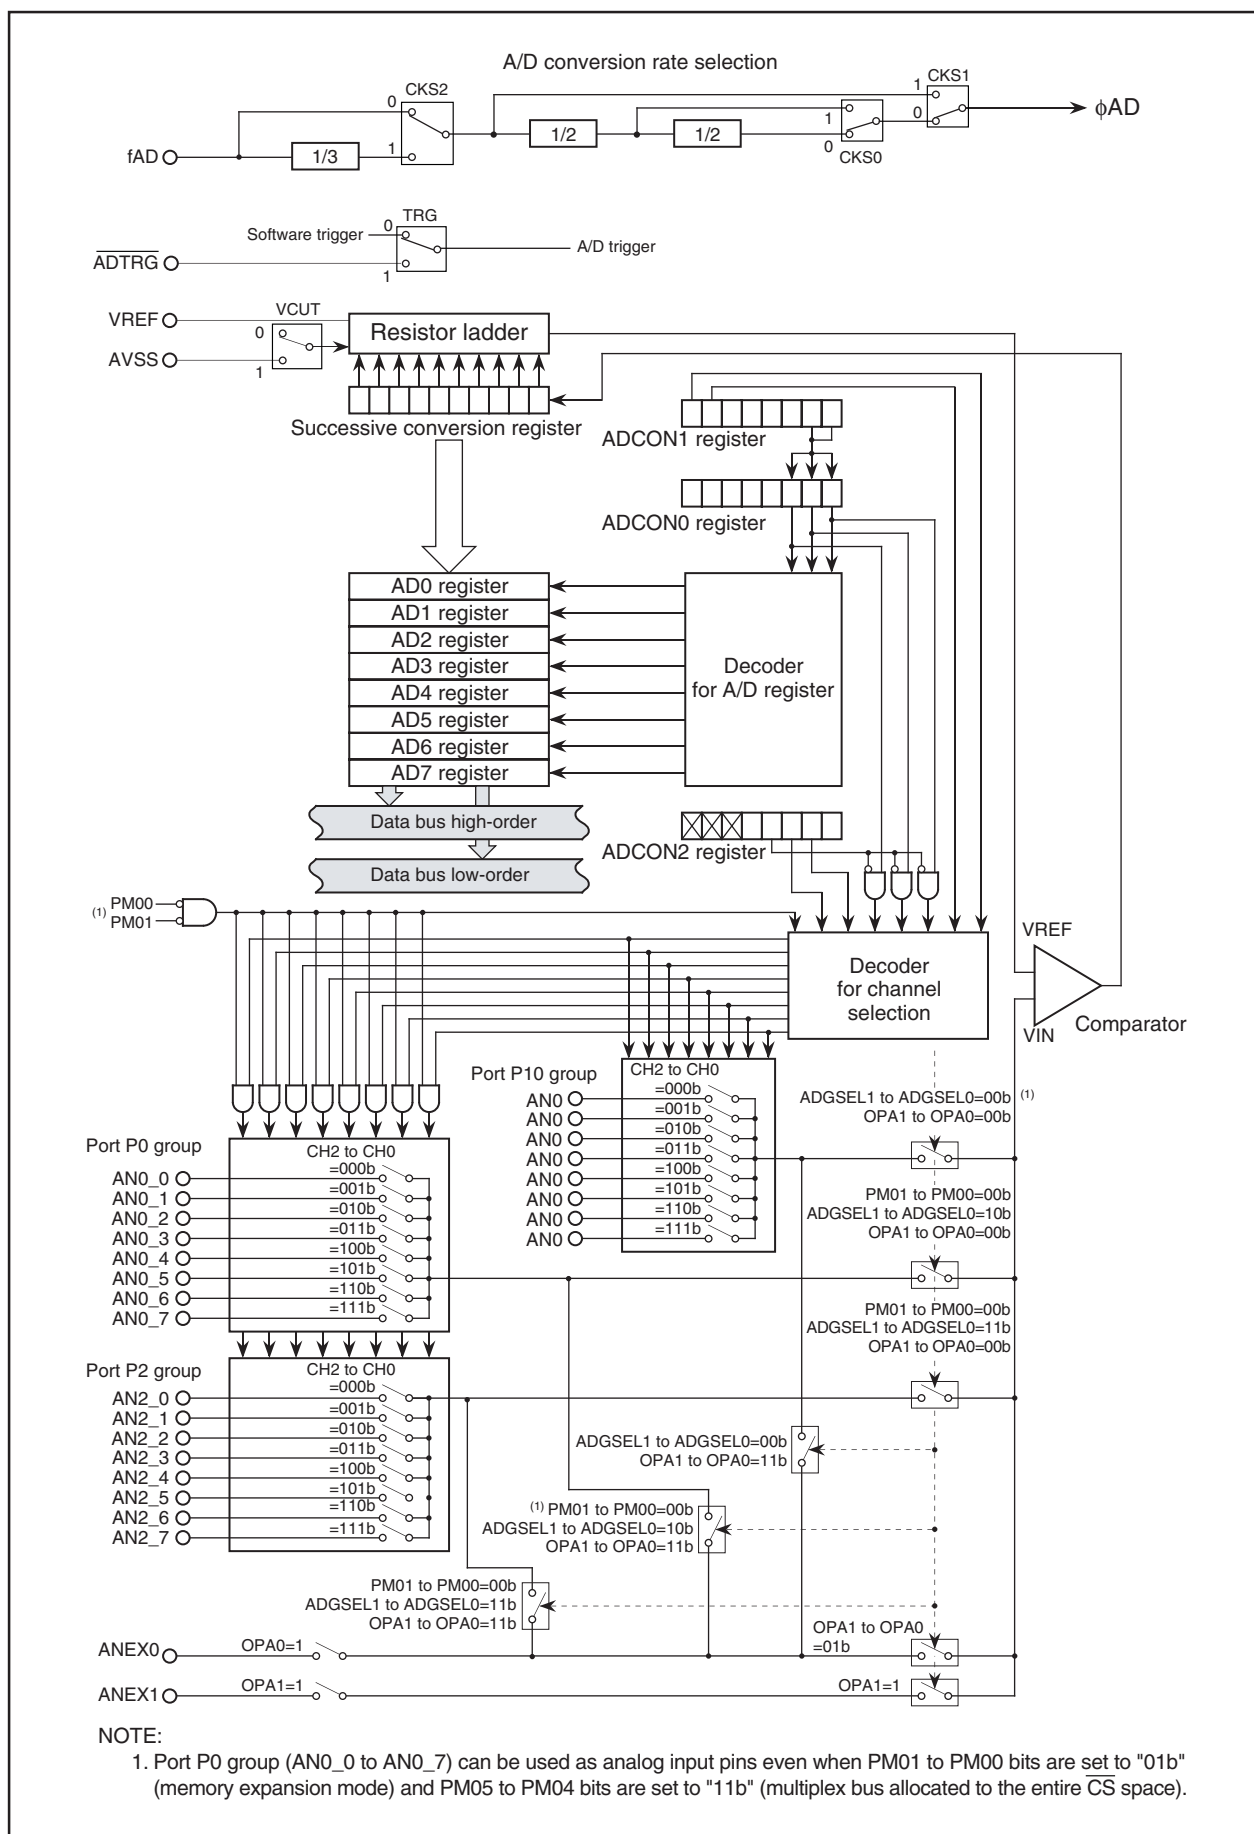 A/D conversion rate selection
CKS2
CKS1
0
1
φAD
0
1/2
1/2
1
fAD
1/3
1
0
CKS0
TRG
Software trigger
0
A/D trigger
ADTRG
1
VREF
VCUT
0
Resistor ladder
AVSS
1
Successive conversion register
ADCON1 register
ADCON0 register
AD0 register
AD1 register
AD2 register
AD3 register
AD4 register
AD5 register
AD6 register
AD7 register
Decoder
for A/D register
Data bus high-order
Data bus low-order
ADCON2 register
(1) PM00
PM01
Decoder
for channel
selection
VREF
VIN
Comparator
Port P10 group
CH2 to CH0
AN0 =000b
AN0 =001b
AN0 =010b
AN0 =011b
AN0 =100b
AN0 =101b
AN0 =110b
AN0 =111b
ADGSEL1 to ADGSEL0=00b (1)
OPA1 to OPA0=00b
Port P0 group
CH2 to CH0
AN0_0 =000b
AN0_1 =001b
AN0_2 =010b
AN0_3 =011b
AN0_4 =100b
AN0_5 =101b
AN0_6 =110b
AN0_7 =111b
PM01 to PM00=00b
ADGSEL1 to ADGSEL0=10b
OPA1 to OPA0=00b
PM01 to PM00=00b
ADGSEL1 to ADGSEL0=11b
OPA1 to OPA0=00b
Port P2 group
CH2 to CH0
AN2_0 =000b
AN2_1 =001b
AN2_2 =010b
AN2_3 =011b
AN2_4 =100b
AN2_5 =101b
AN2_6 =110b
AN2_7 =111b
ADGSEL1 to ADGSEL0=00b
OPA1 to OPA0=11b
(1) PM01 to PM00=00b
ADGSEL1 to ADGSEL0=10b
OPA1 to OPA0=11b
PM01 to PM00=00b
ADGSEL1 to ADGSEL0=11b
OPA1 to OPA0=11b
ANEX0
OPA0=1
OPA1 to OPA0
=01b
ANEX1
OPA1=1
OPA1=1
NOTE:
1. Port P0 group (AN0_0 to AN0_7) can be used as analog input pins even when PM01 to PM00 bits are set to "01b"
(memory expansion mode) and PM05 to PM04 bits are set to "11b" (multiplex bus allocated to the entire CS space).